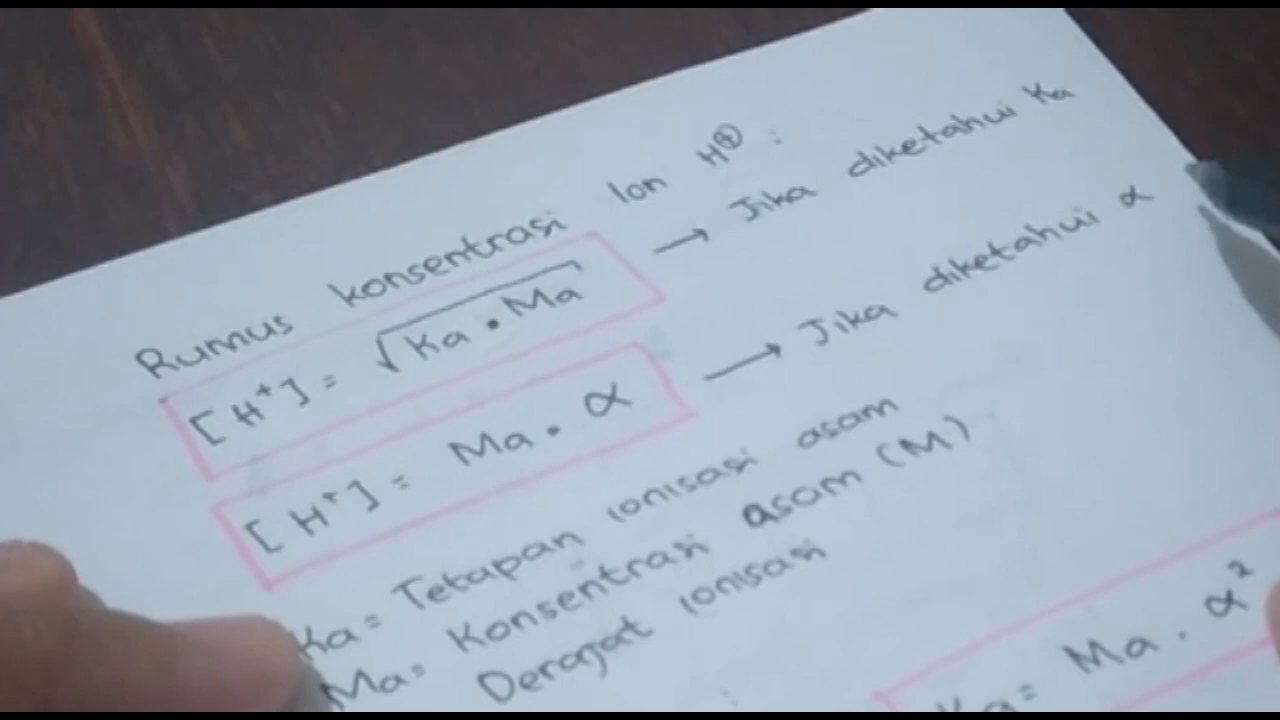 Rumus konsentrasi Ion H⊕ :
[H⁺] = √Ka • Ma → Jika diketahui Ka
[H⁺] = Ma • α → Jika diketahui α
Ka = Tetapan ionisasi asam
Ma = Konsentrasi asam (M)
Derajat ionisasi
Ka = Ma . α²